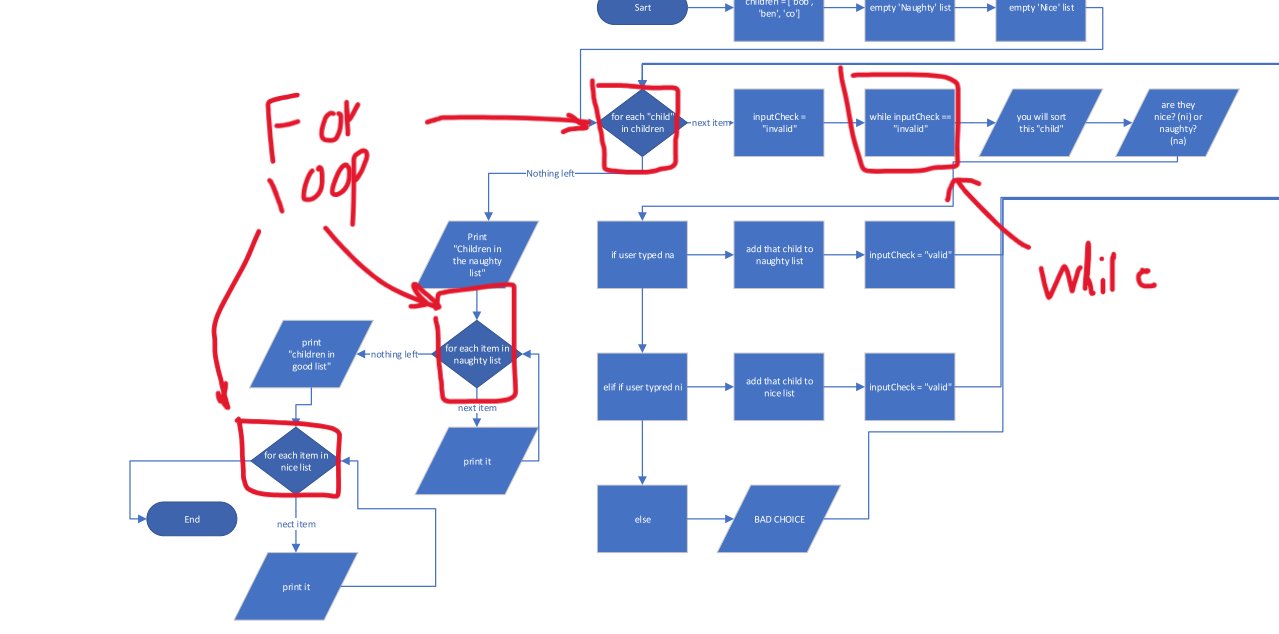 Sart
children = ['bob',
'ben', 'co']
empty 'Naughty' list
empty 'Nice' list
For
loop
for each "child"
in children
next item
inputCheck =
"invalid"
while inputCheck ==
"invalid"
you will sort
this "child"
are they
nice? (ni) or
naughty?
(na)
Nothing left
Print
"Children in
the naughty
list"
if user typed na
add that child to
naughty list
inputCheck = "valid"
while
print
"children in
good list"
nothing left
for each item in
naughty list
next item
print it
elif if user typred ni
add that child to
nice list
inputCheck = "valid"
for each item in
nice list
End
nect item
print it
else
BAD CHOICE